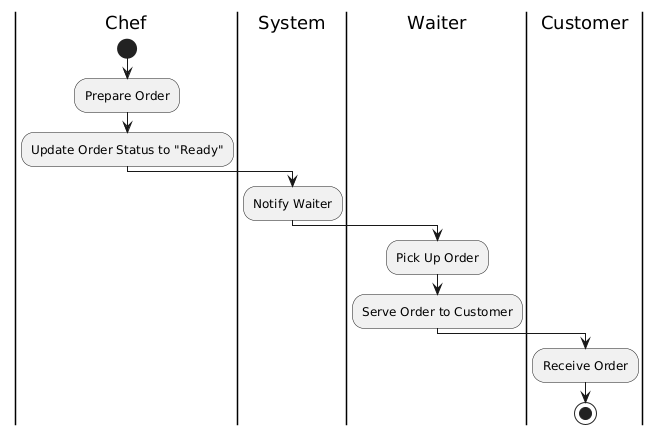 Chef
System
Waiter
Customer
Prepare Order
Update Order Status to "Ready"
Notify Waiter
Pick Up Order
Serve Order to Customer
Receive Order